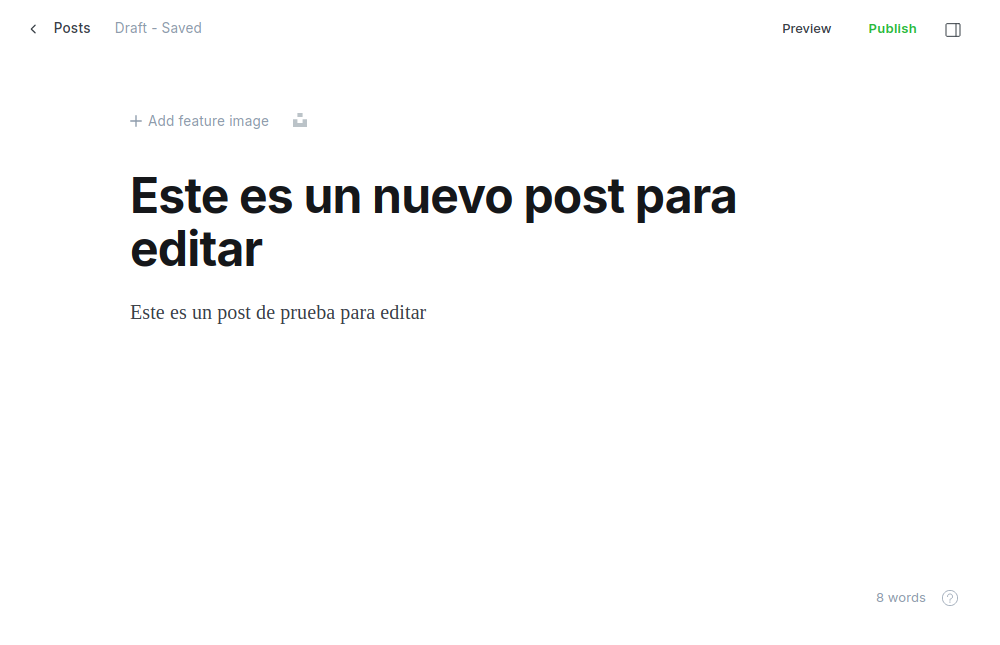 Posts Draft - Saved Preview Publish
Add feature image
Este es un nuevo post para
editar
Este es un post de prueba para editar
8 words ?